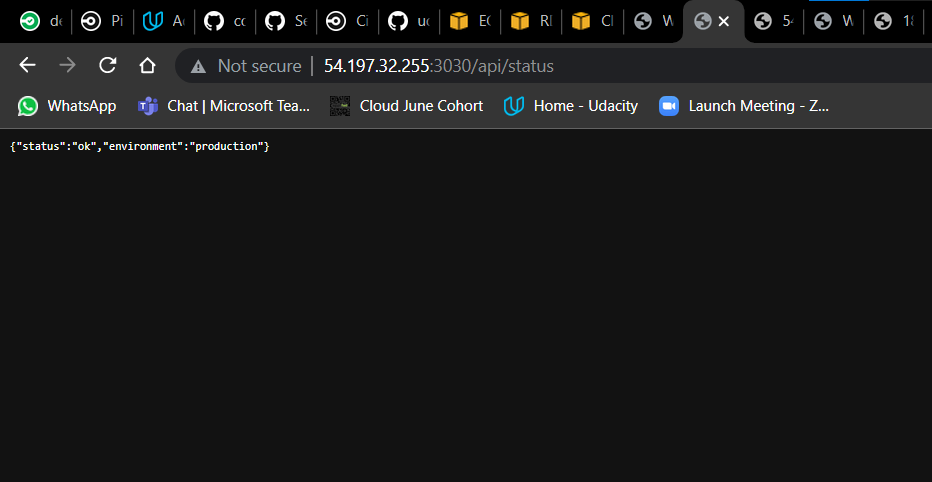 de Pi Ac cc Se Ci uc EC RD Cl W 54 W 18
Not secure | 54.197.32.255:3030/api/status
WhatsApp Chat | Microsoft Tea... Cloud June Cohort Home - Udacity Launch Meeting - Z...
{"status":"ok","environment":"production"}